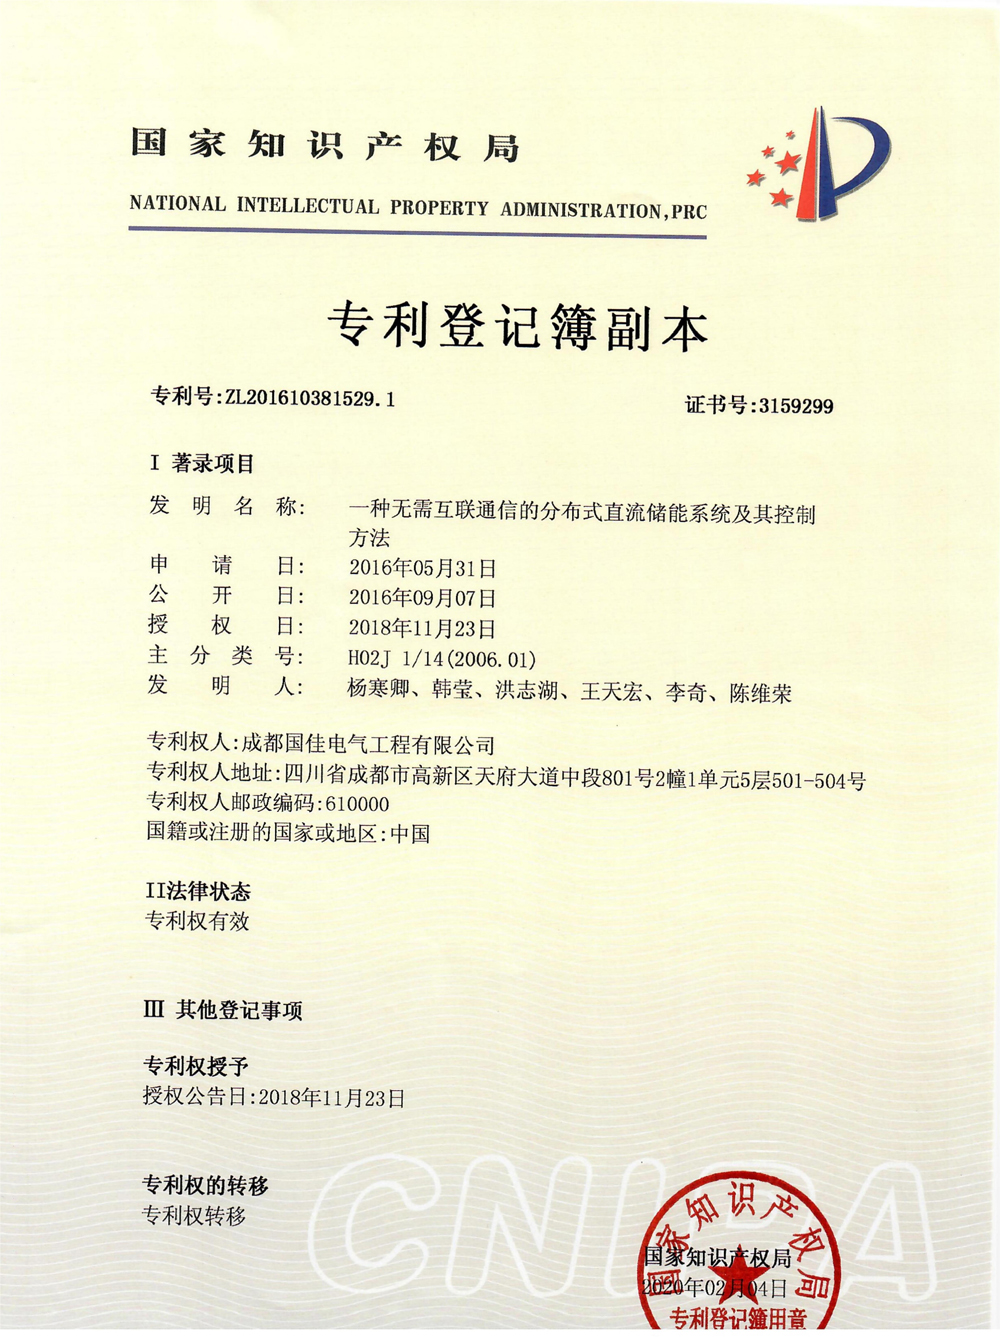 国家知识产权局
NATIONAL INTELLECTUAL PROPERTY ADMINISTRATION,PRC
专利登记簿副本
专利号:ZL201610381529.1 证书号:3159299
I 著录项目
发明名称: 一种无需互联通信的分布式直流储能系统及其控制
方法
申请日: 2016年05月31日
公开日: 2016年09月07日
授权日: 2018年11月23日
主分类号: H02J 1/14(2006.01)
发明人: 杨寒卿、韩莹、洪志湖、王天宏、李奇、陈维荣
专利权人:成都国佳电气工程有限公司
专利权人地址:四川省成都市高新区天府大道中段801号2幢1单元5层501-504号
专利权人邮政编码:610000
国籍或注册的国家或地区:中国
II法律状态
专利权有效
III 其他登记事项
专利权授予
授权公告日:2018年11月23日
专利权的转移
专利权转移
CNIPA
国家知识产权局
国家知识产权局
2020年02月04日
专利登记簿用章